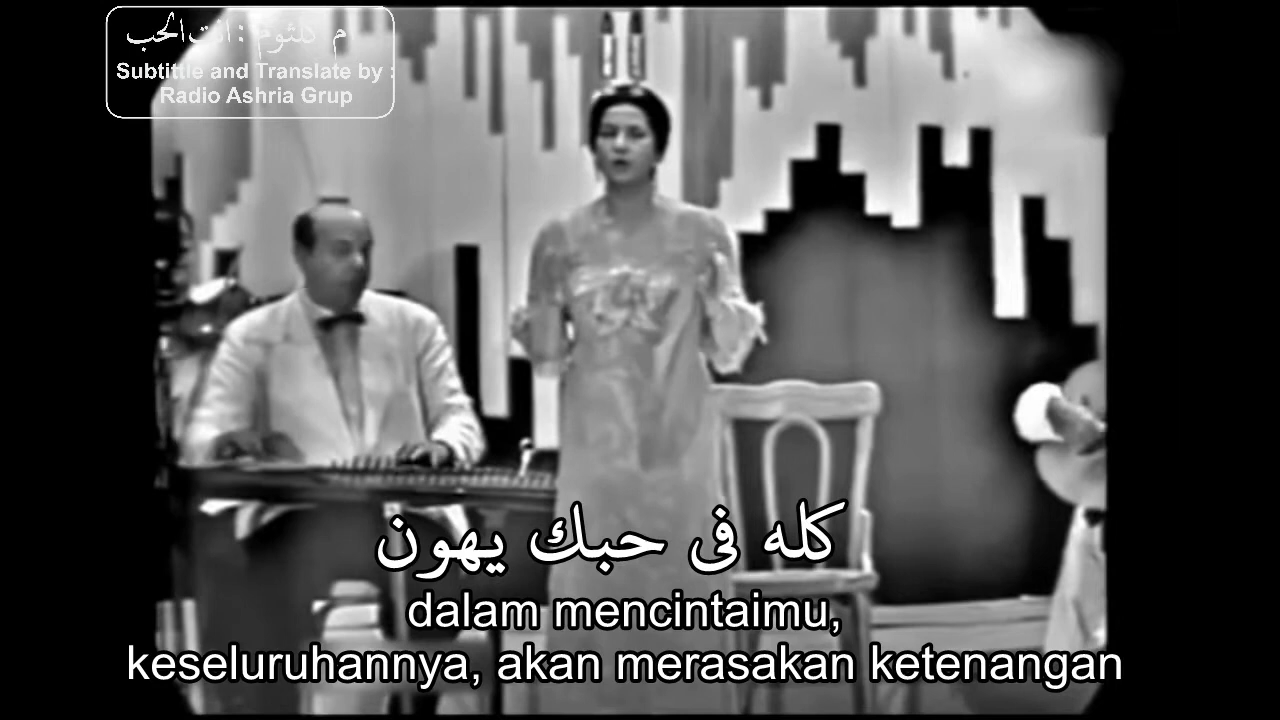 م كلثوم : انت الحب
Subtittle and Translate by :
Radio Ashria Grup
كله فى حبك يهون
dalam mencintaimu,
keseluruhannya, akan merasakan ketenangan